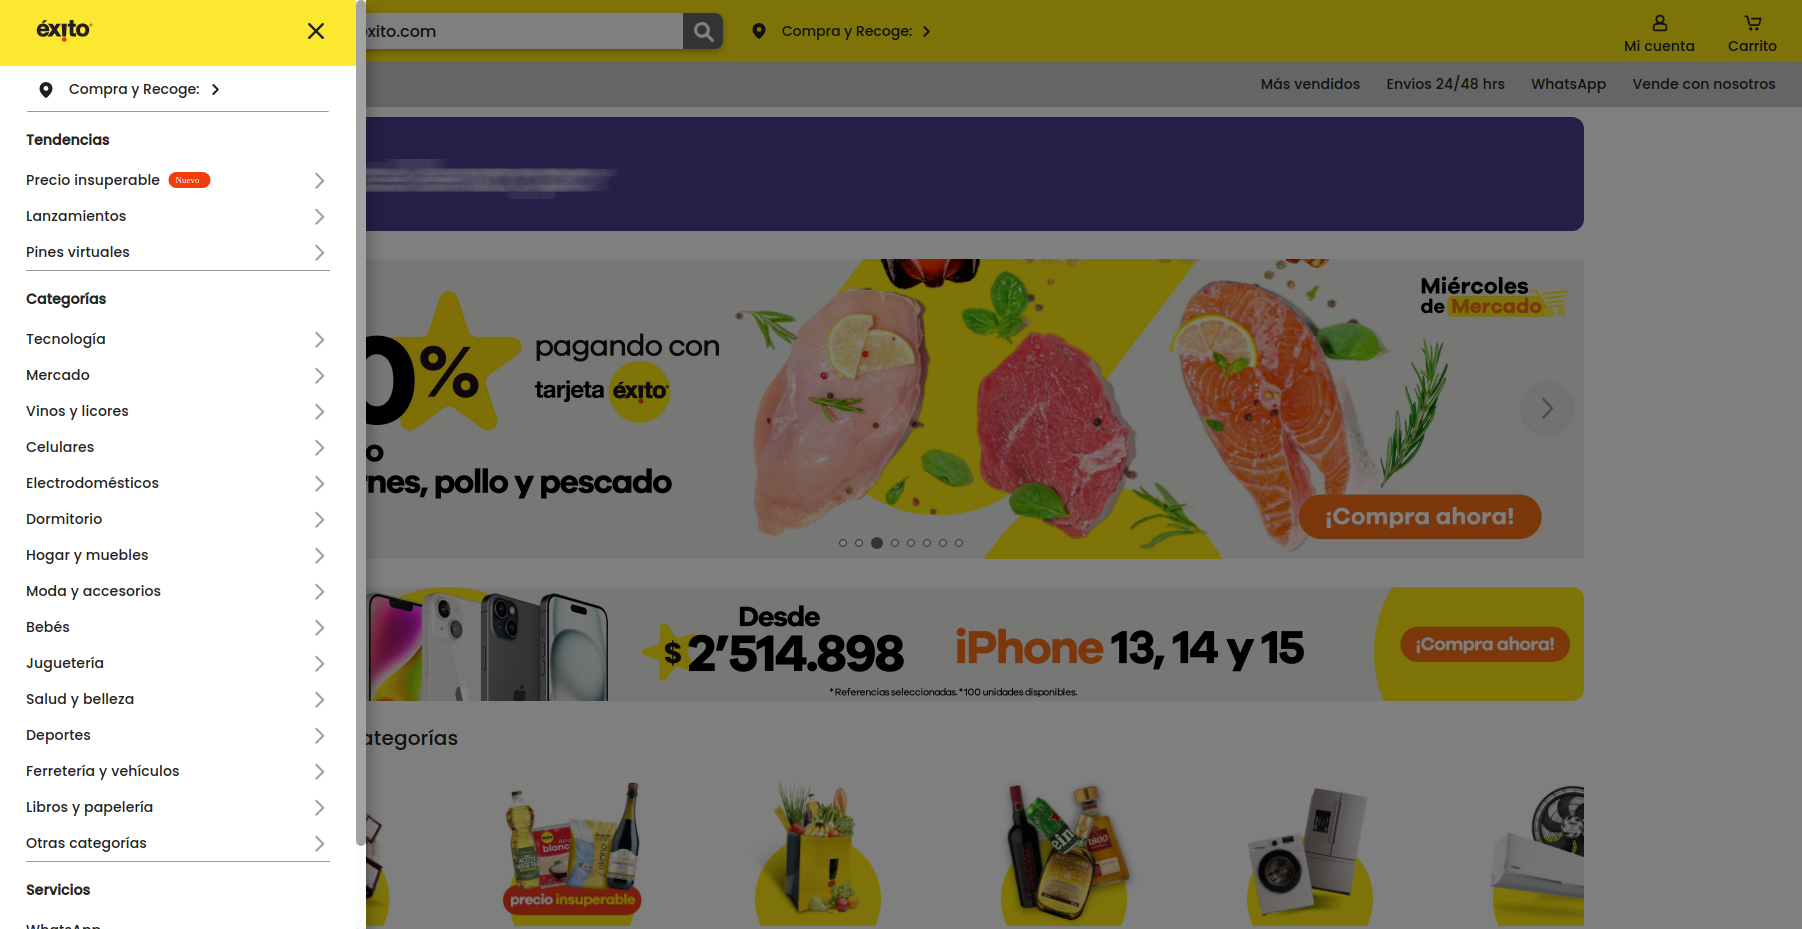 éxito
xito.com
Compra y Recoge:
Mi cuenta
Carrito
Más vendidos
Envíos 24/48 hrs
WhatsApp
Vende con nosotros
Compra y Recoge:
Tendencias
Precio insuperable Nuevo
Lanzamientos
Pines virtuales
Categorías
Tecnología
Mercado
Vinos y licores
Celulares
Electrodomésticos
Dormitorio
Hogar y muebles
Moda y accesorios
Bebés
Juguetería
Salud y belleza
Deportes
Ferretería y vehículos
Libros y papelería
Otras categorías
Servicios
WhatsApp
0%
pagando con
tarjeta éxito
o
nes, pollo y pescado
Miércoles
de Mercado
¡Compra ahora!
Desde
$ 2'514.898
iPhone 13, 14 y 15
*Referencias seleccionadas. *100 unidades disponibles.
¡Compra ahora!
ategorías
precio insuperable